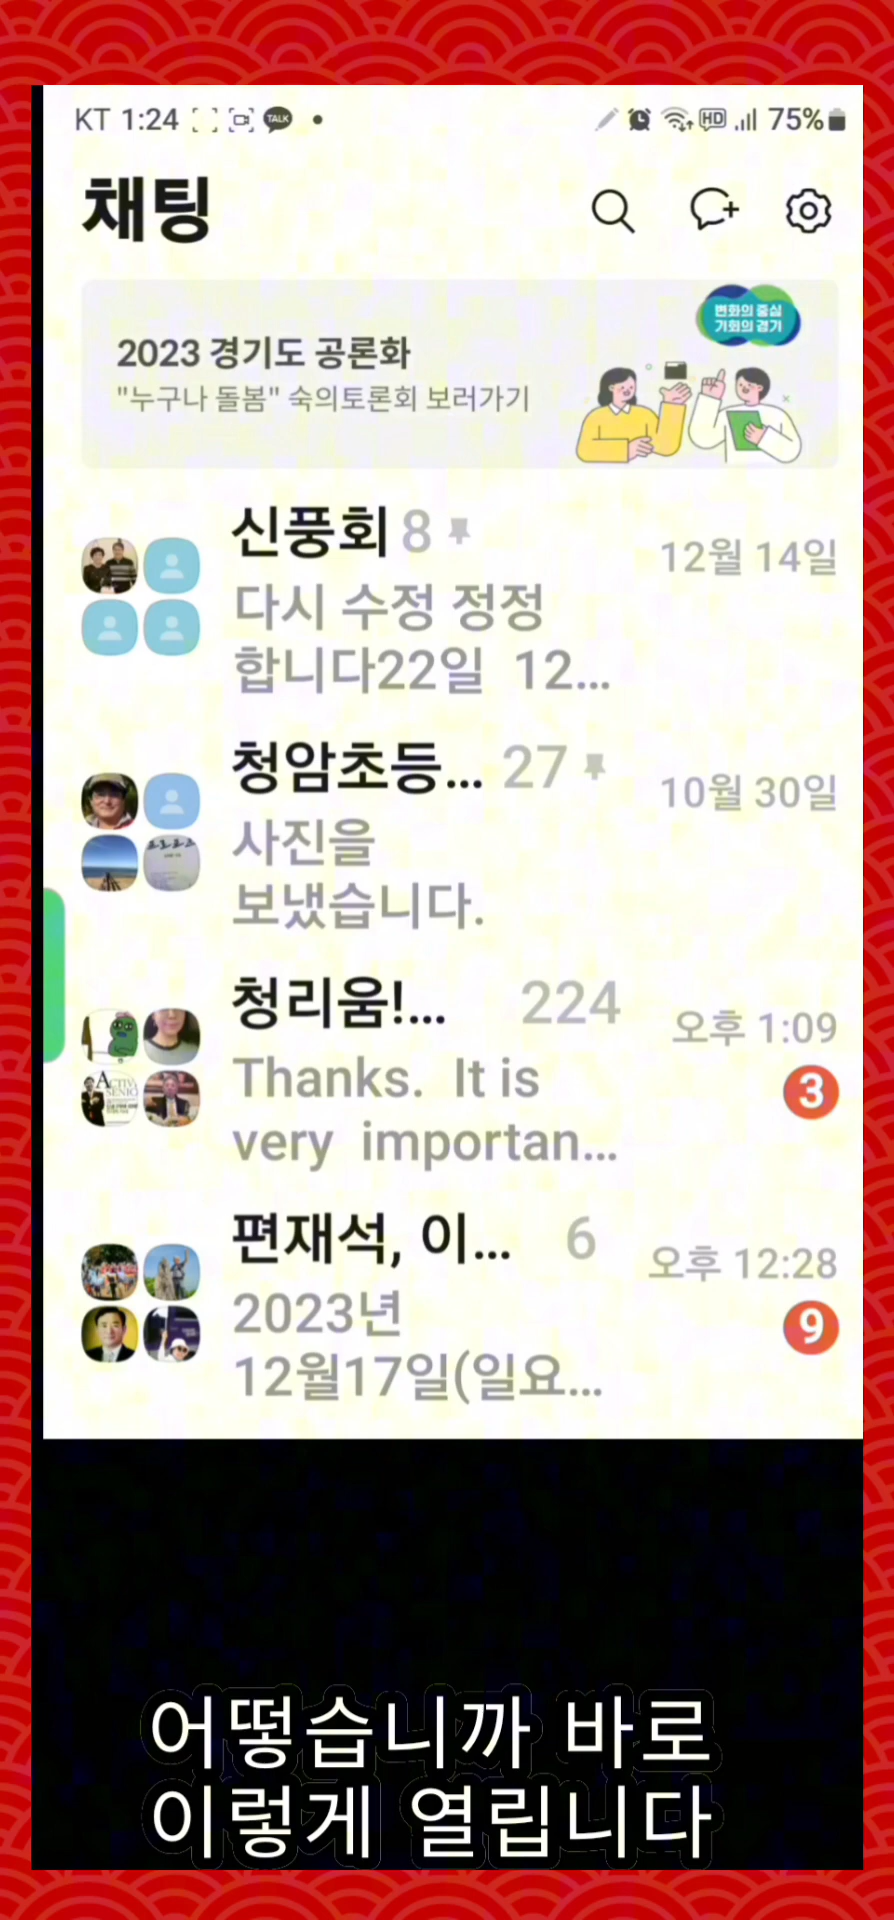 KT 1:24 TALK HD 75%
채팅
변화의 중심
기회의 경기
2023 경기도 공론화
"누구나 돌봄" 숙의토론회 보러가기
신풍회 8
12월 14일
다시 수정 정정
합니다22일 12...
청암초등... 27
10월 30일
사진을
보냈습니다.
청리움!... 224
오후 1:09
Thanks. It is
3
very importan...
편재석, 이... 6
오후 12:28
2023년
9
12월17일(일요...
어떻습니까 바로
이렇게 열립니다